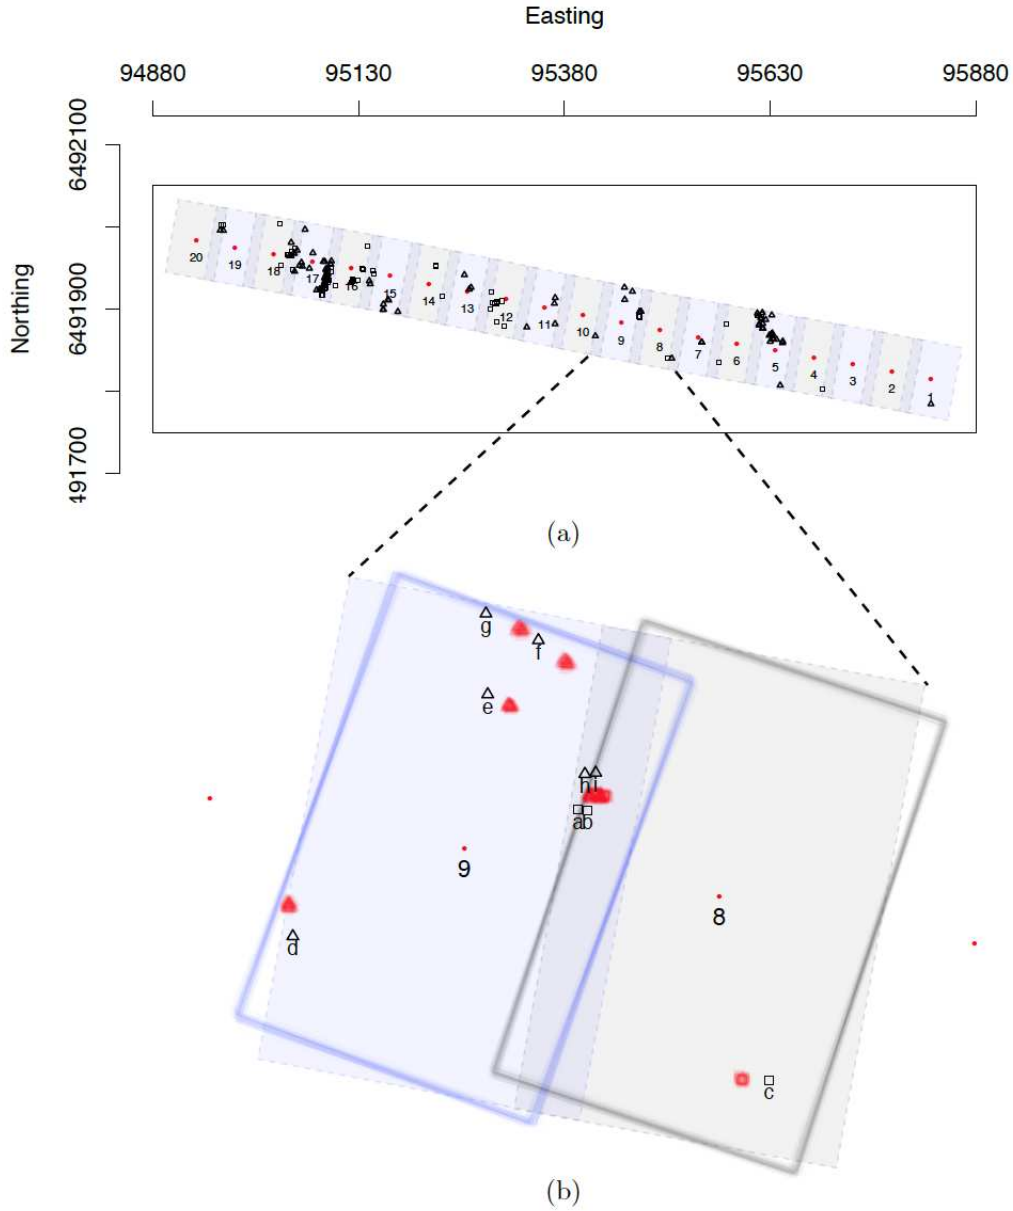 Easting
94880 95130 95380 95630 95880
Northing
6492100
6491900
491700
20 19 18 17 16 15 14 13 12 11 10 9 8 7 6 5 4 3 2 1
(a)
g
f
e
h i
a b
9
8
d
c
(b)